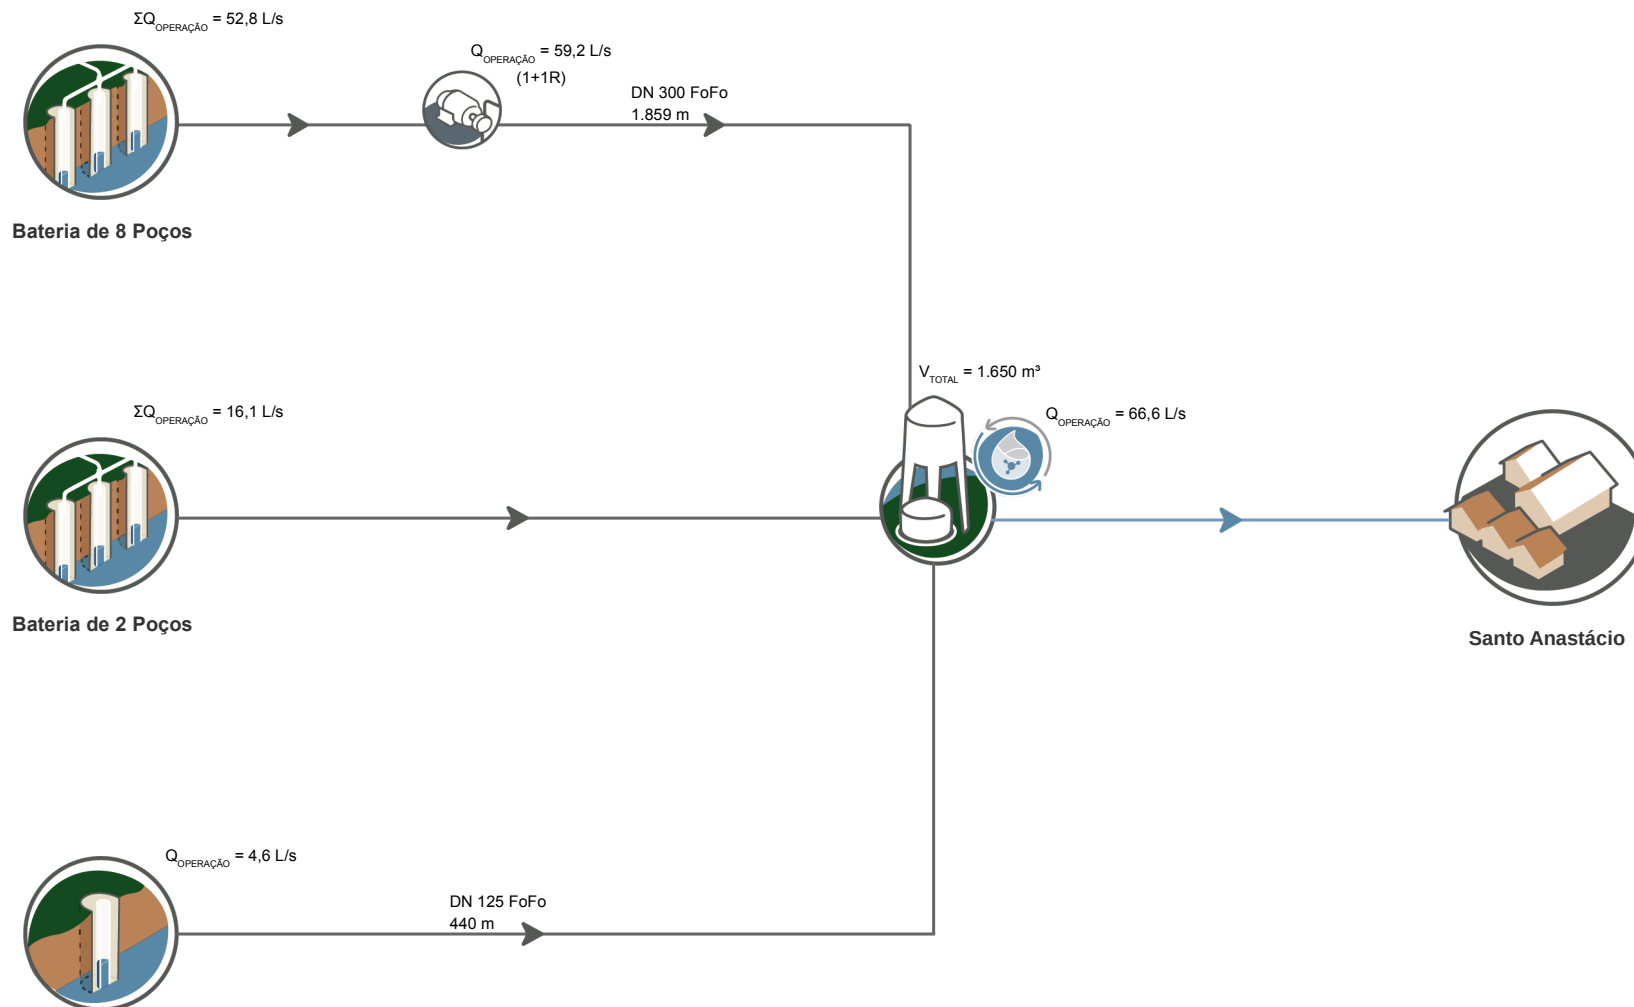 ΣQOPERAÇÃO = 52,8 L/s
QOPERAÇÃO = 59,2 L/s
(1+1R)
DN 300 FoFo
1.859 m
Bateria de 8 Poços
VTOTAL = 1.650 m³
ΣQOPERAÇÃO = 16,1 L/s
QOPERAÇÃO = 66,6 L/s
Bateria de 2 Poços
Santo Anastácio
QOPERAÇÃO = 4,6 L/s
DN 125 FoFo
440 m